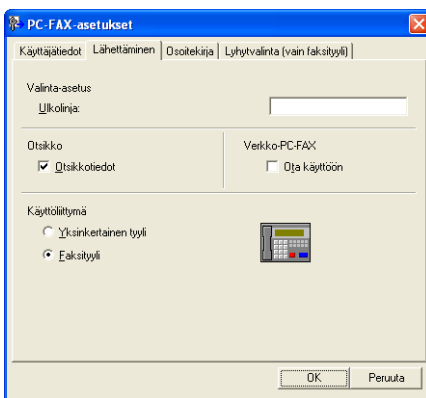 PC-FAX-asetukset
Käyttäjätiedot Lähettäminen Osoitekirja Lyhytvalinta (vain faksityyli)
Valinta-asetus
Ulkolinja:
Otsikko Verkko-PC-FAX
Otsikkotiedot Ota käyttöön
Käyttöliittymä
Yksinkertainen tyyli
Faksityyli
OK Peruuta